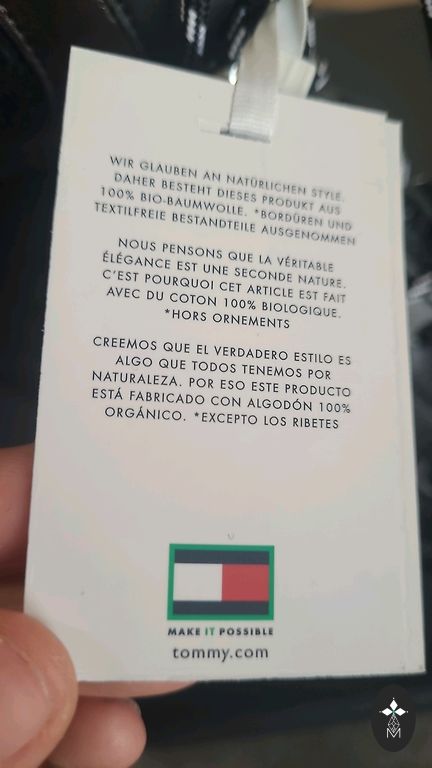 WIR GLAUBEN AN NATÜRLICHEN STYLE.
DAHER BESTEHT DIESES PRODUKT AUS
100% BIO-BAUMWOLLE. *BORDÜREN UND
TEXTILFREIE BESTANDTEILE AUSGENOMMEN
NOUS PENSONS QUE LA VÉRITABLE
ÉLÉGANCE EST UNE SECONDE NATURE.
C'EST POURQUOI CET ARTICLE EST FAIT
AVEC DU COTON 100% BIOLOGIQUE.
*HORS ORNEMENTS
CREEMOS QUE EL VERDADERO ESTILO ES
ALGO QUE TODOS TENEMOS POR
NATURALEZA. POR ESO ESTE PRODUCTO
ESTÁ FABRICADO CON ALGODÓN 100%
ORGÁNICO. *EXCEPTO LOS RIBETES
MAKE IT POSSIBLE
tommy.com
M